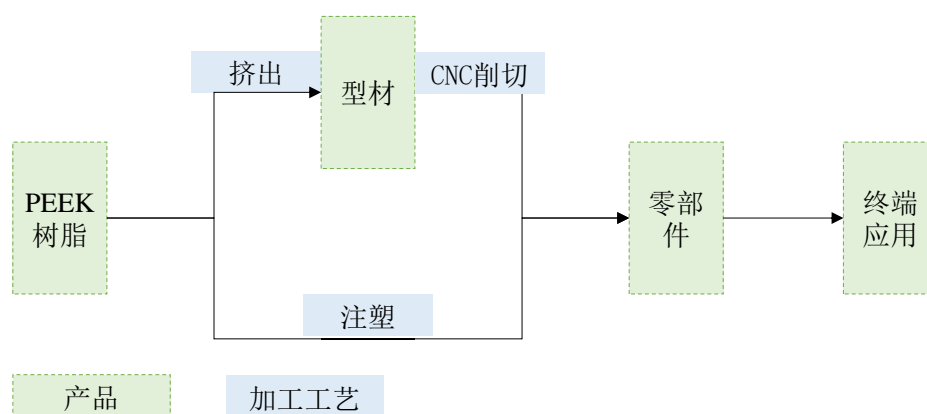 挤出
型材
CNC削切
PEEK
树脂
零部
件
终端
应用
注塑
产品
加工工艺